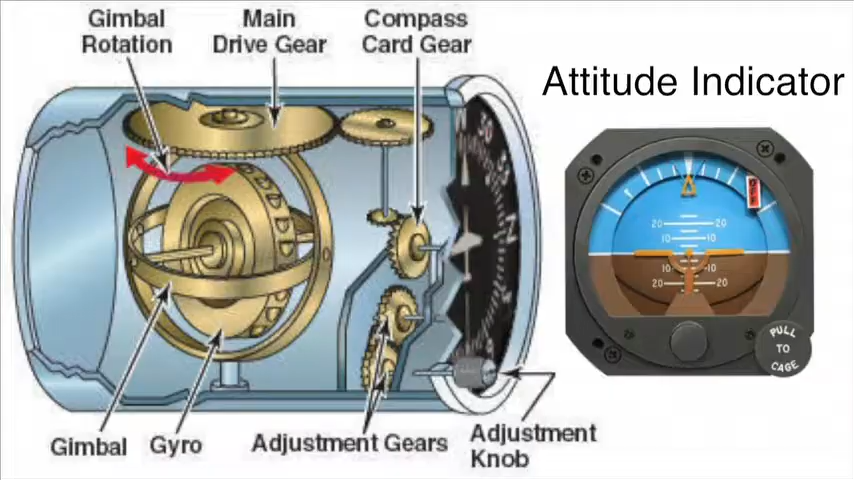 Gimbal
Rotation
Main
Drive Gear
Compass
Card Gear
Attitude Indicator
OFF
20 20
10 10
10 10
20 20
PULL
TO
CAGE
N
Gimbal
Gyro
Adjustment Gears
Adjustment
Knob